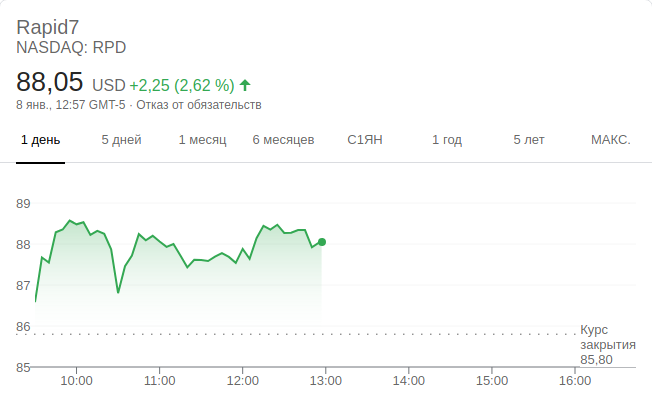 Rapid7
NASDAQ: RPD
88,05 USD +2,25 (2,62 %)
8 янв., 12:57 GMT-5 · Отказ от обязательств
1 день 5 дней 1 месяц 6 месяцев С1ЯН 1 год 5 лет МАКС.
89
88
87
86
85
Курс
закрытия
85,80
10:00 11:00 12:00 13:00 14:00 15:00 16:00